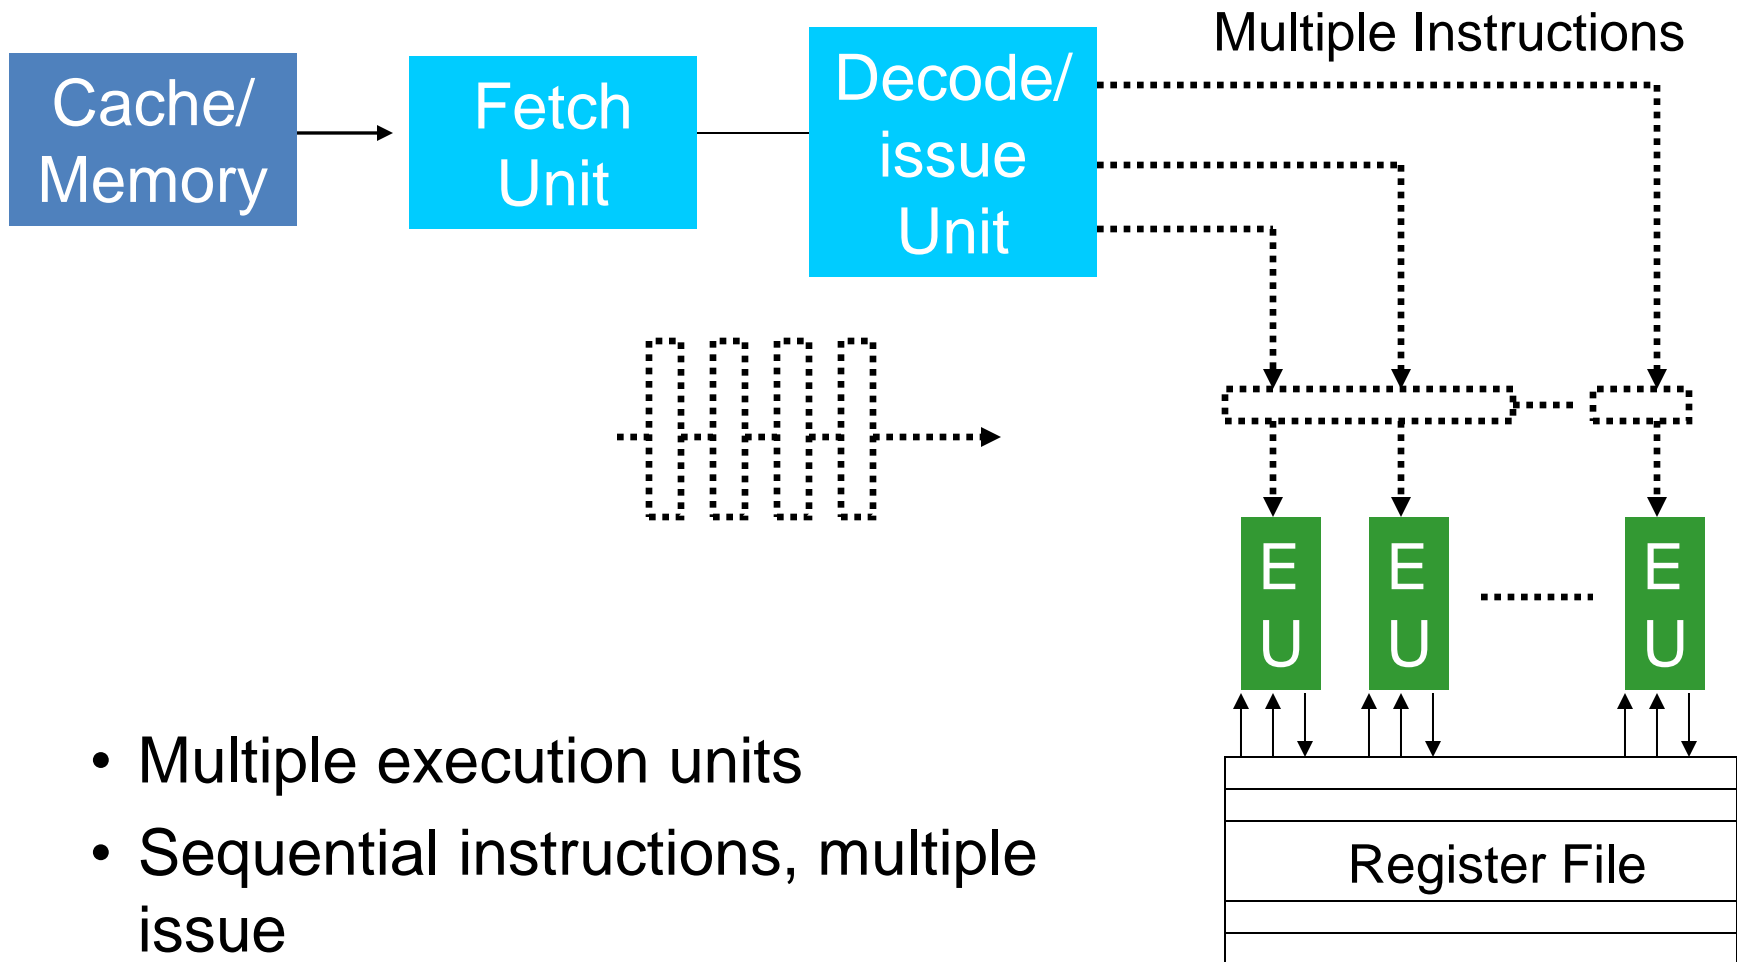 Multiple Instructions
Cache/
Memory
Fetch
Unit
Decode/
issue
Unit
E
U
E
U
E
U
• Multiple execution units
• Sequential instructions, multiple
issue
Register File